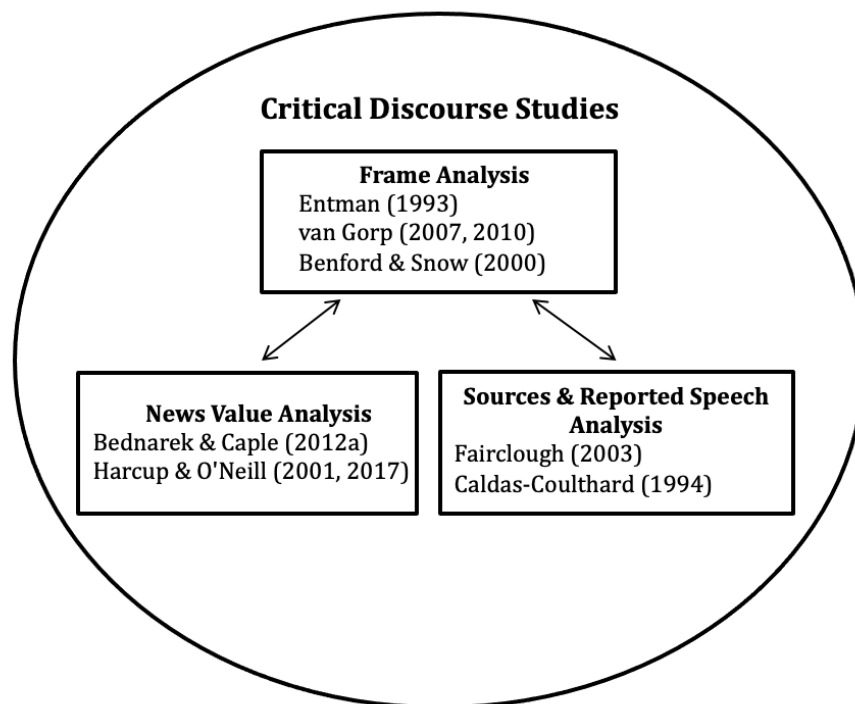 Critical Discourse Studies
Frame Analysis
Entman (1993)
van Gorp (2007, 2010)
Benford & Snow (2000)
News Value Analysis
Bednarek & Caple (2012a)
Harcup & O'Neill (2001, 2017)
Sources & Reported Speech
Analysis
Fairclough (2003)
Caldas-Coulthard (1994)